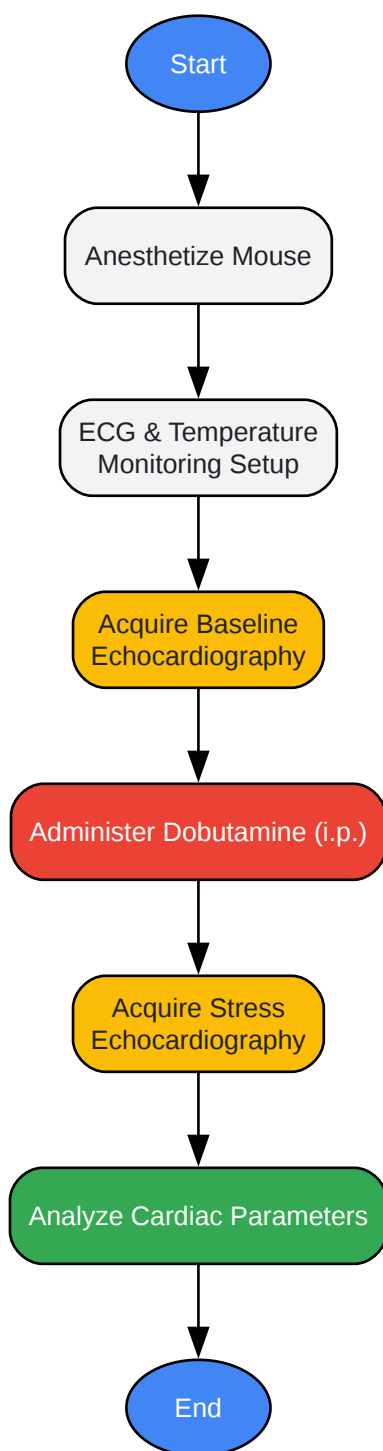 Start
Anesthetize Mouse
ECG & Temperature
Monitoring Setup
Acquire Baseline
Echocardiography
Administer Dobutamine (i.p.)
Acquire Stress
Echocardiography
Analyze Cardiac Parameters
End